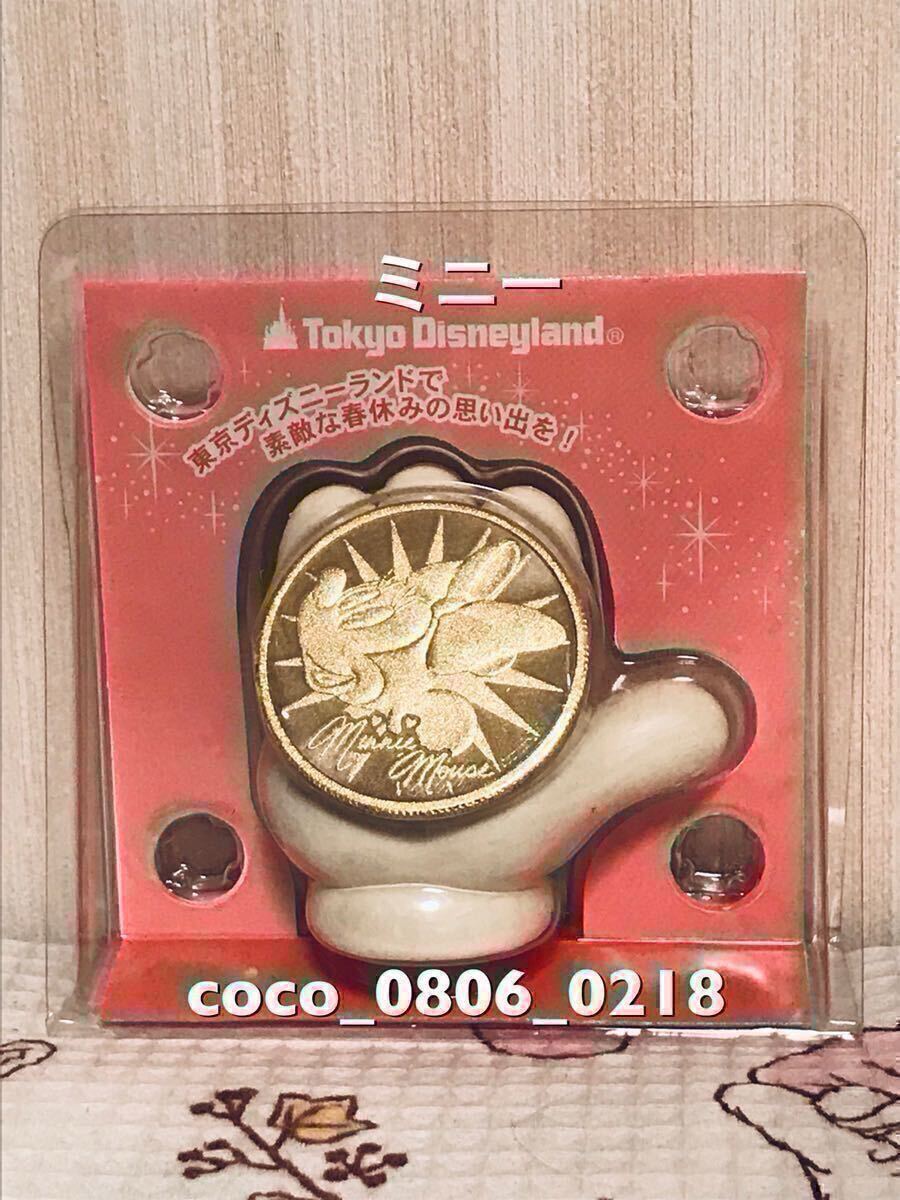 ミニー
Tokyo Disneyland®
東京ディズニーランドで
素敵な春休みの思い出を！
Minnie
Mouse
coco_0806_0218